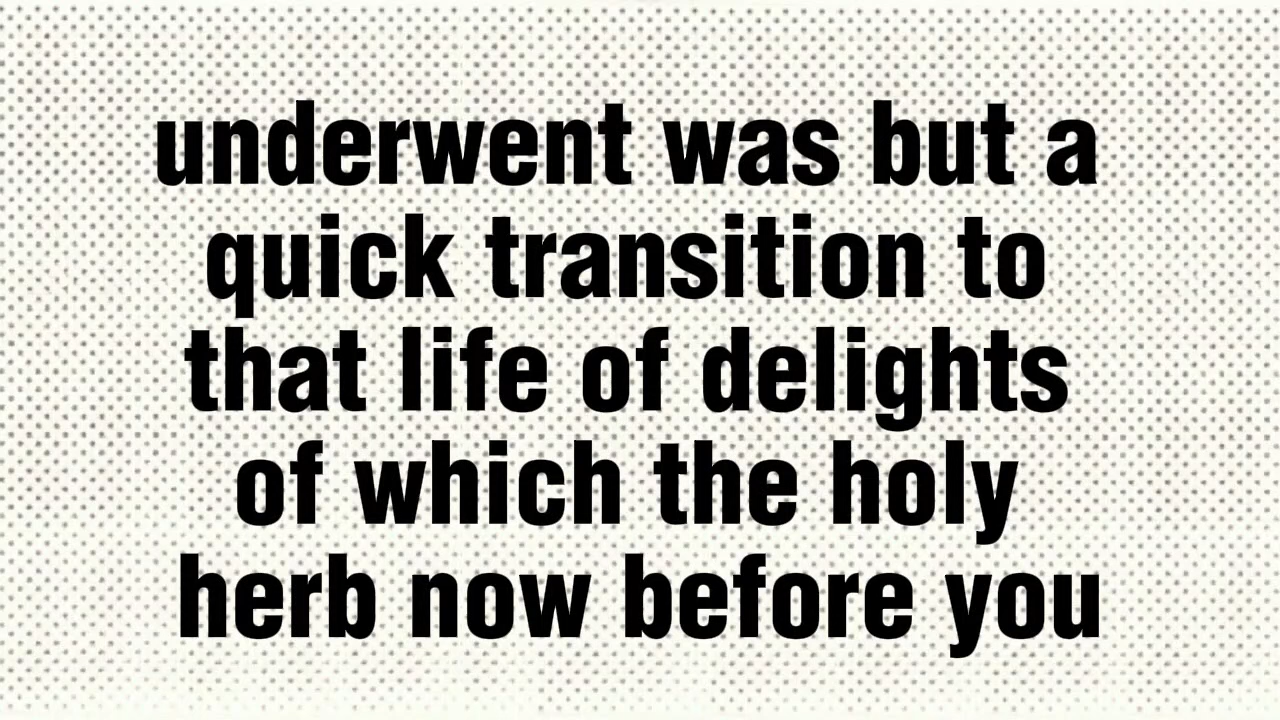 underwent was but a
quick transition to
that life of delights
of which the holy
herb now before you